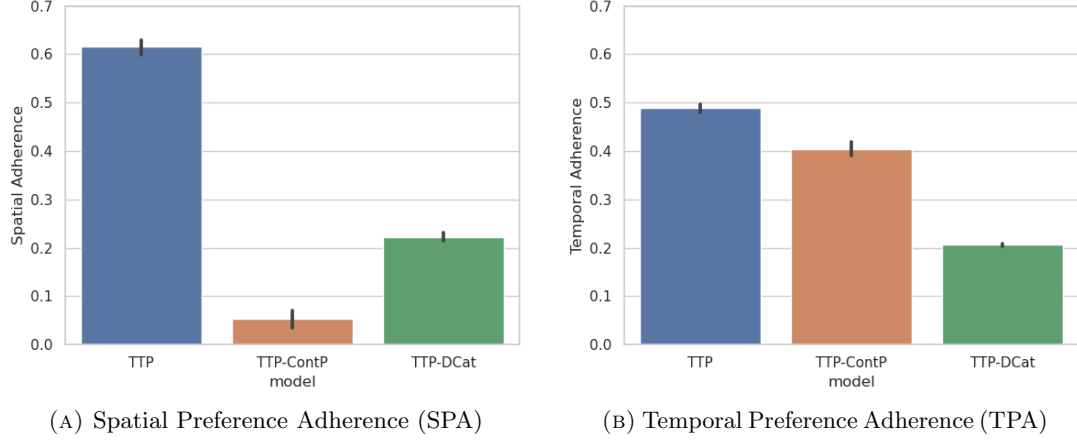 0.7
0.6
0.5
0.4
0.3
0.2
0.1
0.0
Spatial Adherence
TTP
TTP-ContP
TTP-DCat
model
(A) Spatial Preference Adherence (SPA)
0.7
0.6
0.5
0.4
0.3
0.2
0.1
0.0
Temporal Adherence
TTP
TTP-ContP
TTP-DCat
model
(B) Temporal Preference Adherence (TPA)